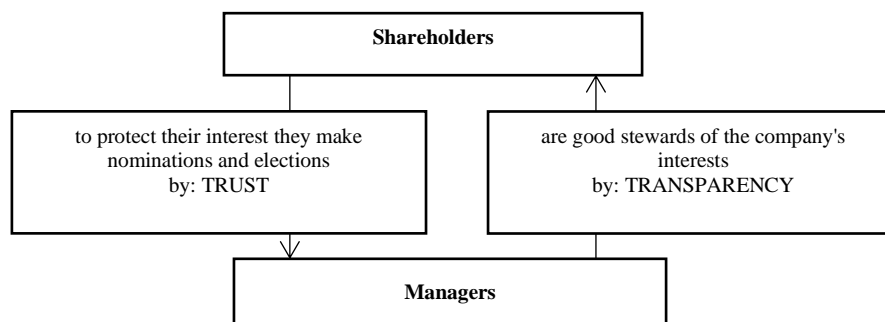 Shareholders
to protect their interest they make
nominations and elections
by: TRUST
are good stewards of the company's
interests
by: TRANSPARENCY
Managers